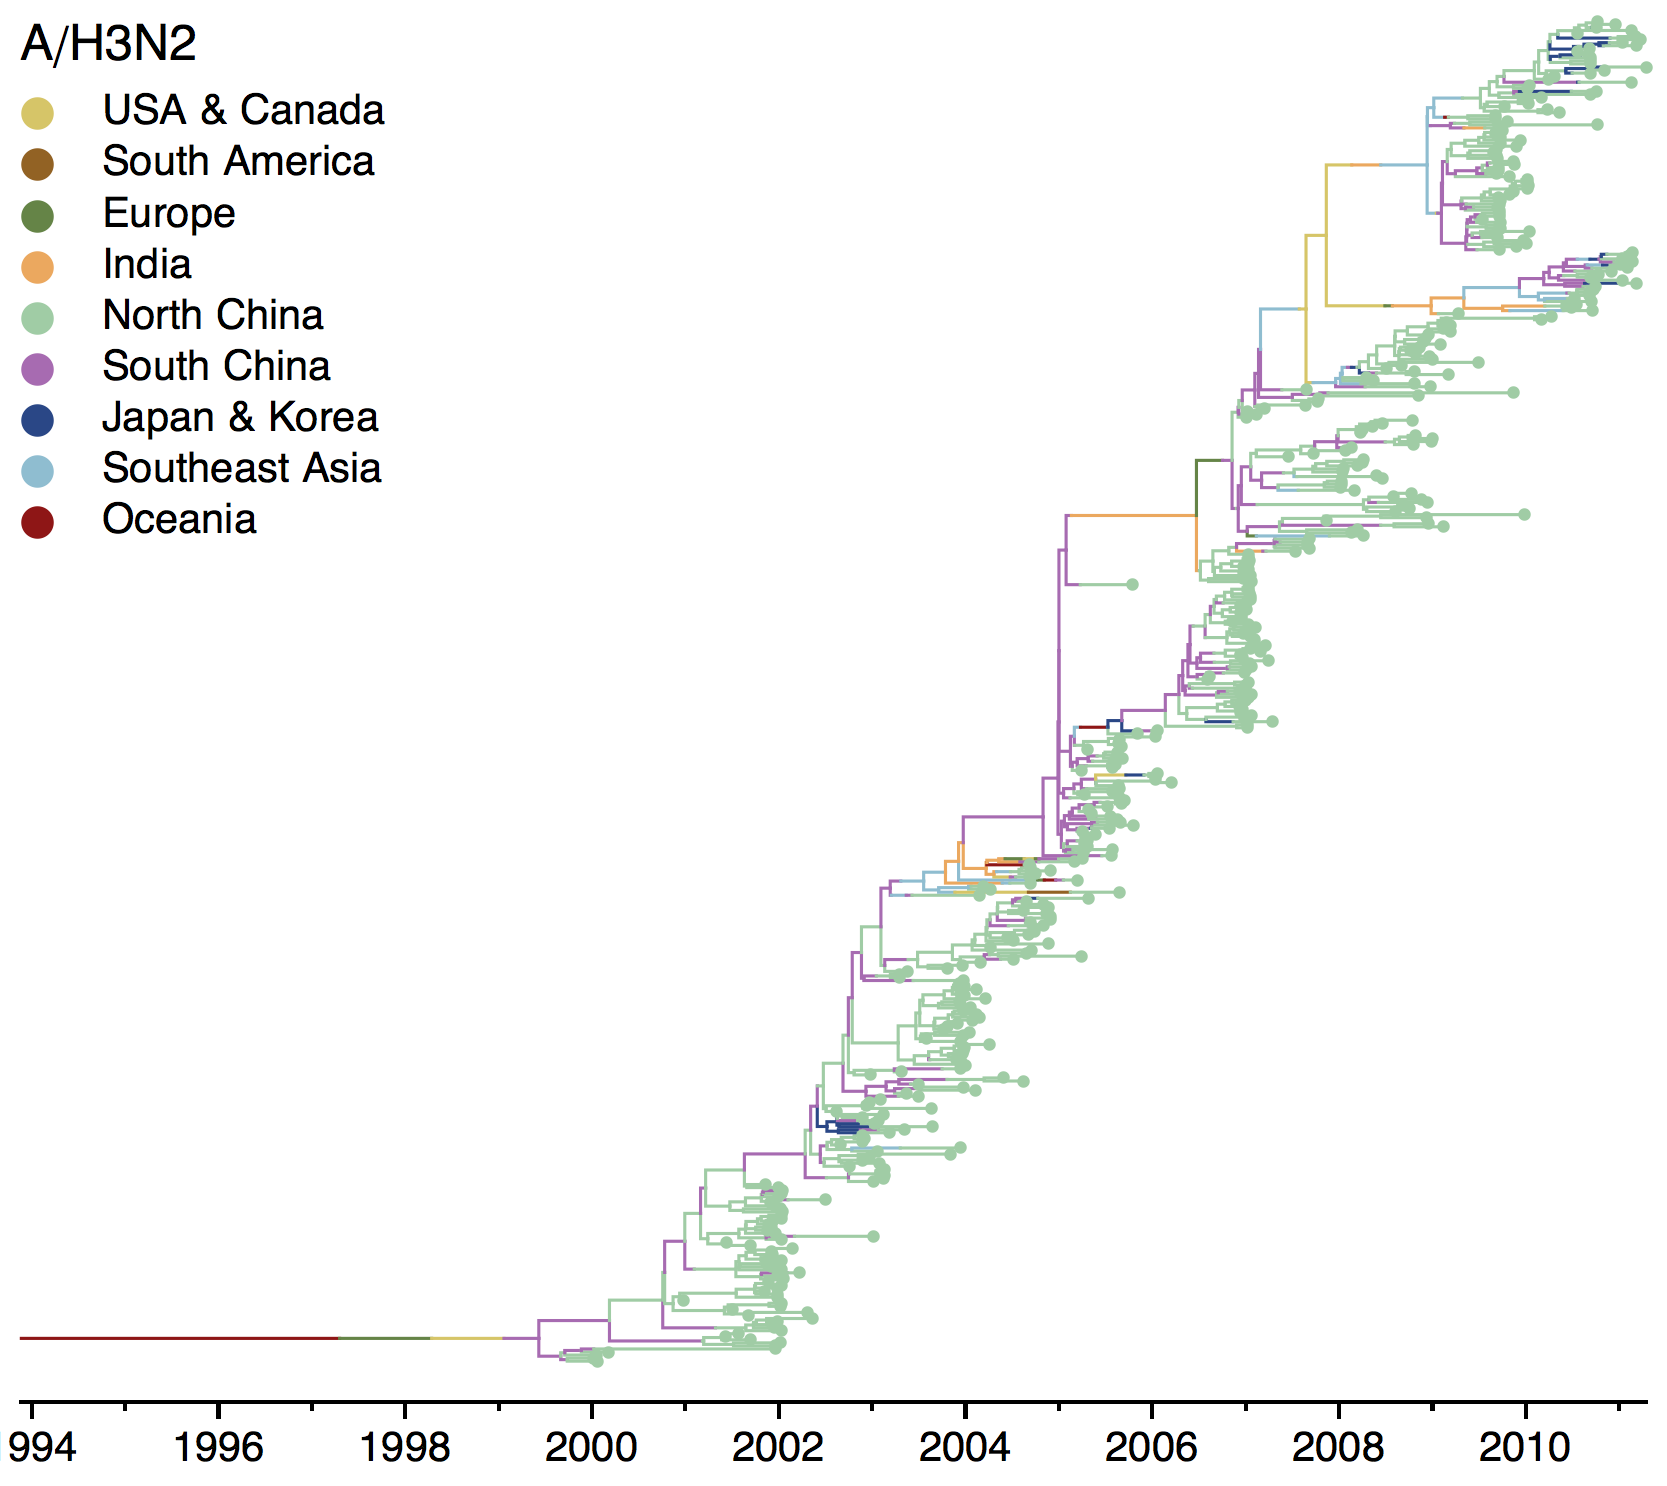 A/H3N2
USA & Canada
South America
Europe
India
North China
South China
Japan & Korea
Southeast Asia
Oceania
994 1996 1998 2000 2002 2004 2006 2008 2010